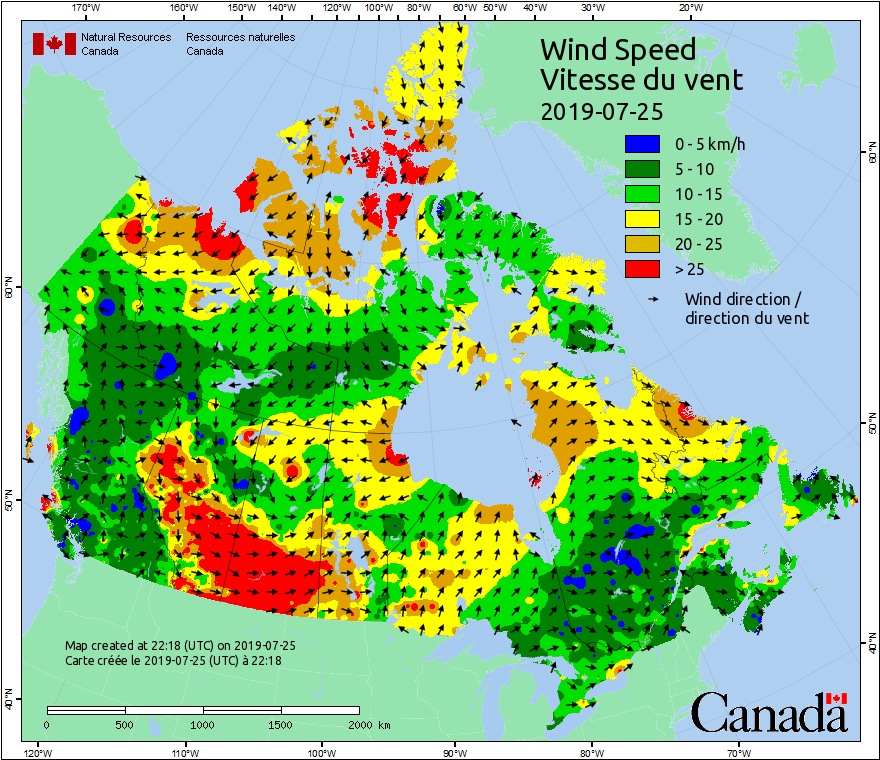 170°W 160°W 150°W 140°W 120°W 100°W 80°W 60°W 50°W 40°W 30°W 20°W
Natural Resources Ressources naturelles
Canada Canada
Wind Speed
Vitesse du vent
2019-07-25
0 - 5 km/h
5 - 10
10 - 15
15 - 20
20 - 25
> 25
Wind direction /
direction du vent
60°N
60°N
50°N
50°N
40°N
40°N
Map created at 22:18 (UTC) on 2019-07-25
Carte créée le 2019-07-25 (UTC) à 22:18
0 500 1000 1500 2000 km
Canada
120°W 110°W 100°W 90°W 80°W 70°W